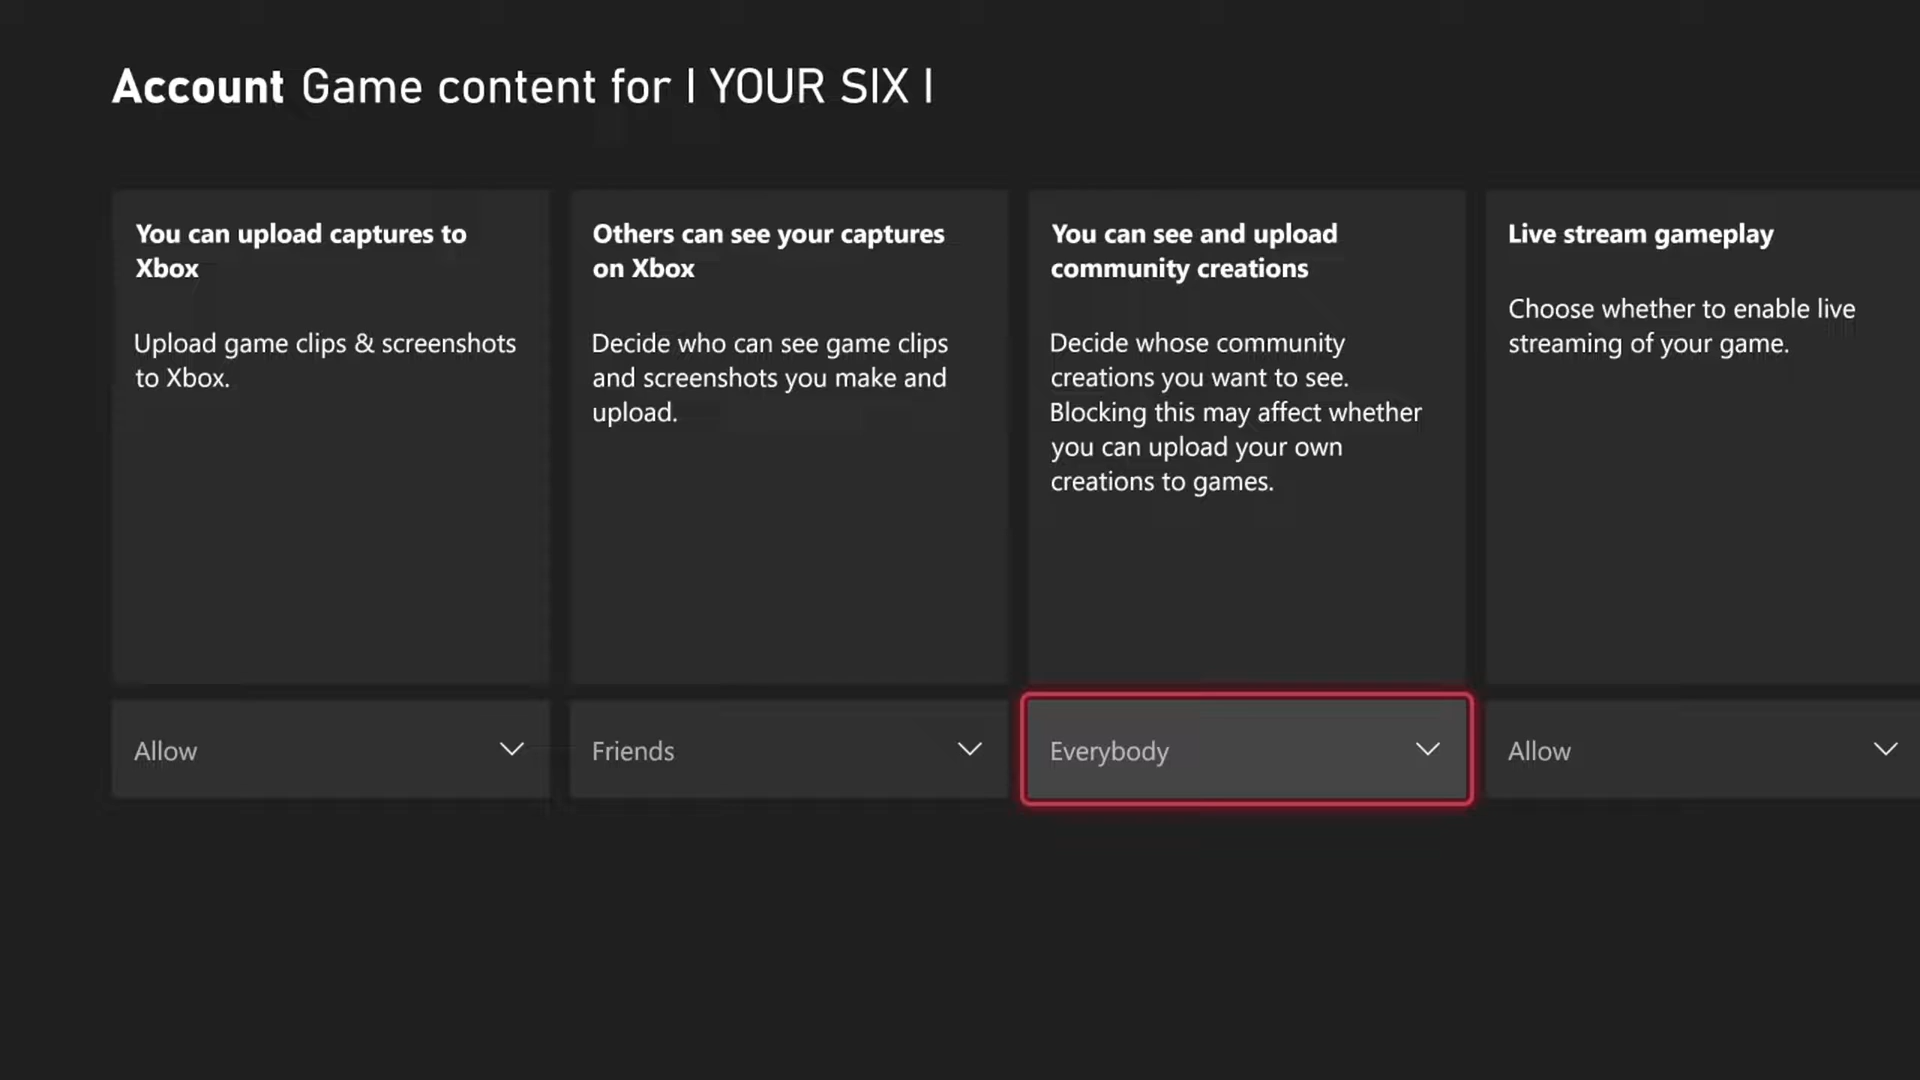 Account Game content for I YOUR SIX I
You can upload captures to
Xbox
Upload game clips & screenshots
to Xbox.
Allow
Others can see your captures
on Xbox
Decide who can see game clips
and screenshots you make and
upload.
Friends
You can see and upload
community creations
Decide whose community
creations you want to see.
Blocking this may affect whether
you can upload your own
creations to games.
Everybody
Live stream gameplay
Choose whether to enable live
streaming of your game.
Allow